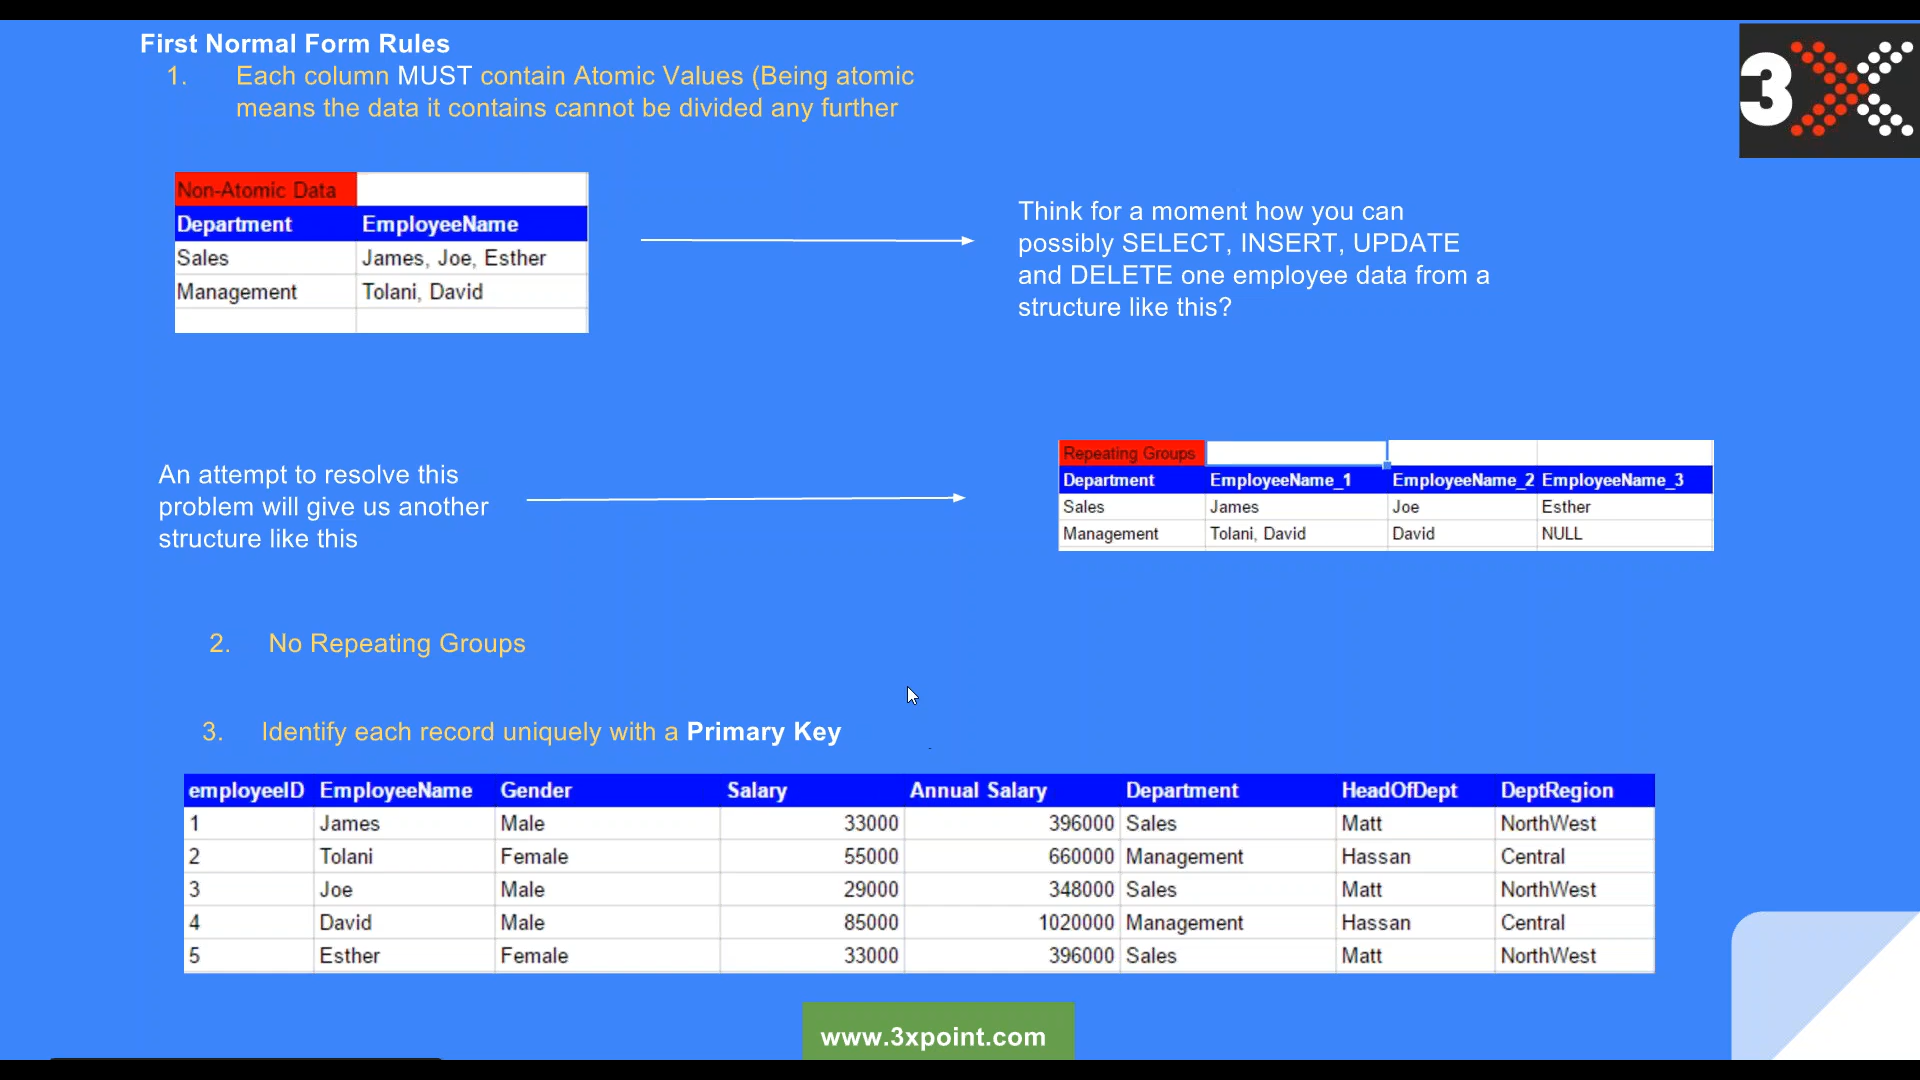 First Normal Form Rules
1. Each column MUST contain Atomic Values (Being atomic
means the data it contains cannot be divided any further
3X
Non-Atomic Data
Department EmployeeName
Sales James, Joe, Esther
Management Tolani, David
Think for a moment how you can
possibly SELECT, INSERT, UPDATE
and DELETE one employee data from a
structure like this?
An attempt to resolve this
problem will give us another
structure like this
Repeating Groups
Department EmployeeName_1 EmployeeName_2 EmployeeName_3
Sales James Joe Esther
Management Tolani, David David NULL
2. No Repeating Groups
3. Identify each record uniquely with a Primary Key
employeeID EmployeeName Gender Salary Annual Salary Department HeadOfDept DeptRegion
1 James Male 33000 396000 Sales Matt NorthWest
2 Tolani Female 55000 660000 Management Hassan Central
3 Joe Male 29000 348000 Sales Matt NorthWest
4 David Male 85000 1020000 Management Hassan Central
5 Esther Female 33000 396000 Sales Matt NorthWest
www.3xpoint.com